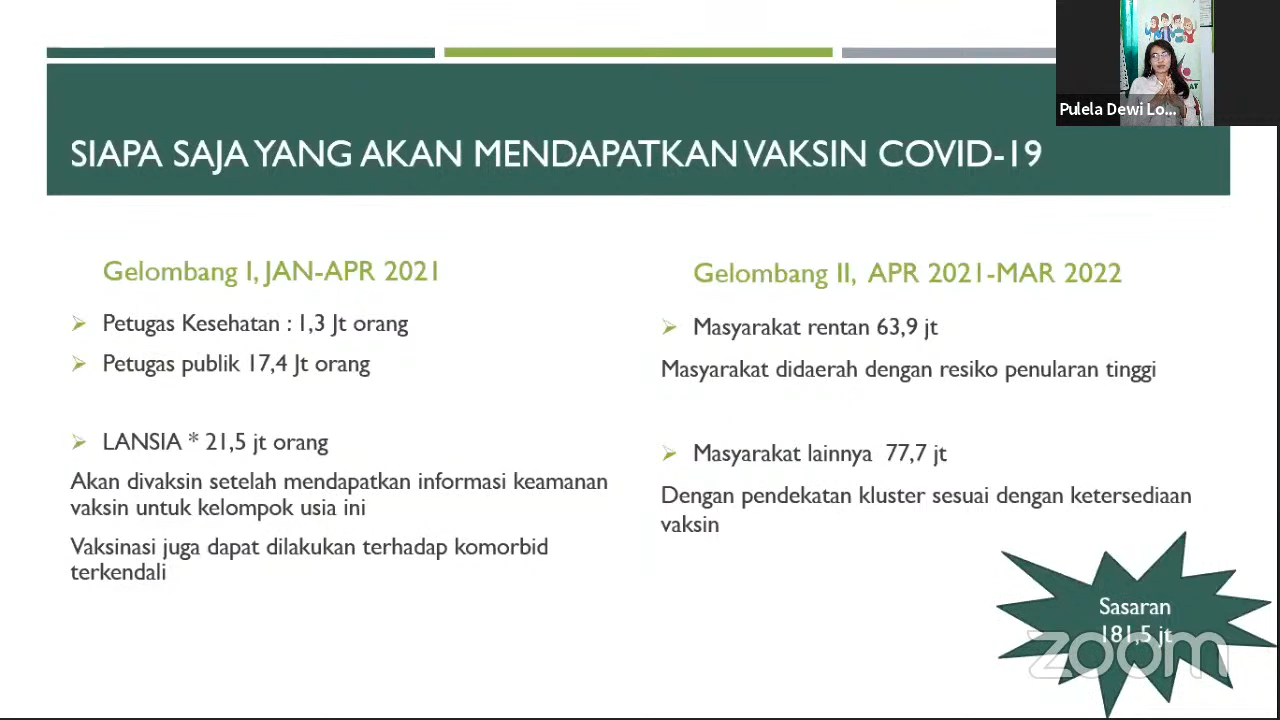 SIAPA SAJA YANG AKAN MENDAPATKAN VAKSIN COVID-19
Pulela Dewi Lo...
Gelombang I, JAN-APR 2021
Petugas Kesehatan : 1,3 Jt orang
Petugas publik 17,4 Jt orang
LANSIA * 21,5 jt orang
Akan divaksin setelah mendapatkan informasi keamanan
vaksin untuk kelompok usia ini
Vaksinasi juga dapat dilakukan terhadap komorbid
terkendali
Gelombang II, APR 2021-MAR 2022
Masyarakat rentan 63,9 jt
Masyarakat didaerah dengan resiko penularan tinggi
Masyarakat lainnya 77,7 jt
Dengan pendekatan kluster sesuai dengan ketersediaan
vaksin
Sasaran
181,5 jt
zoom